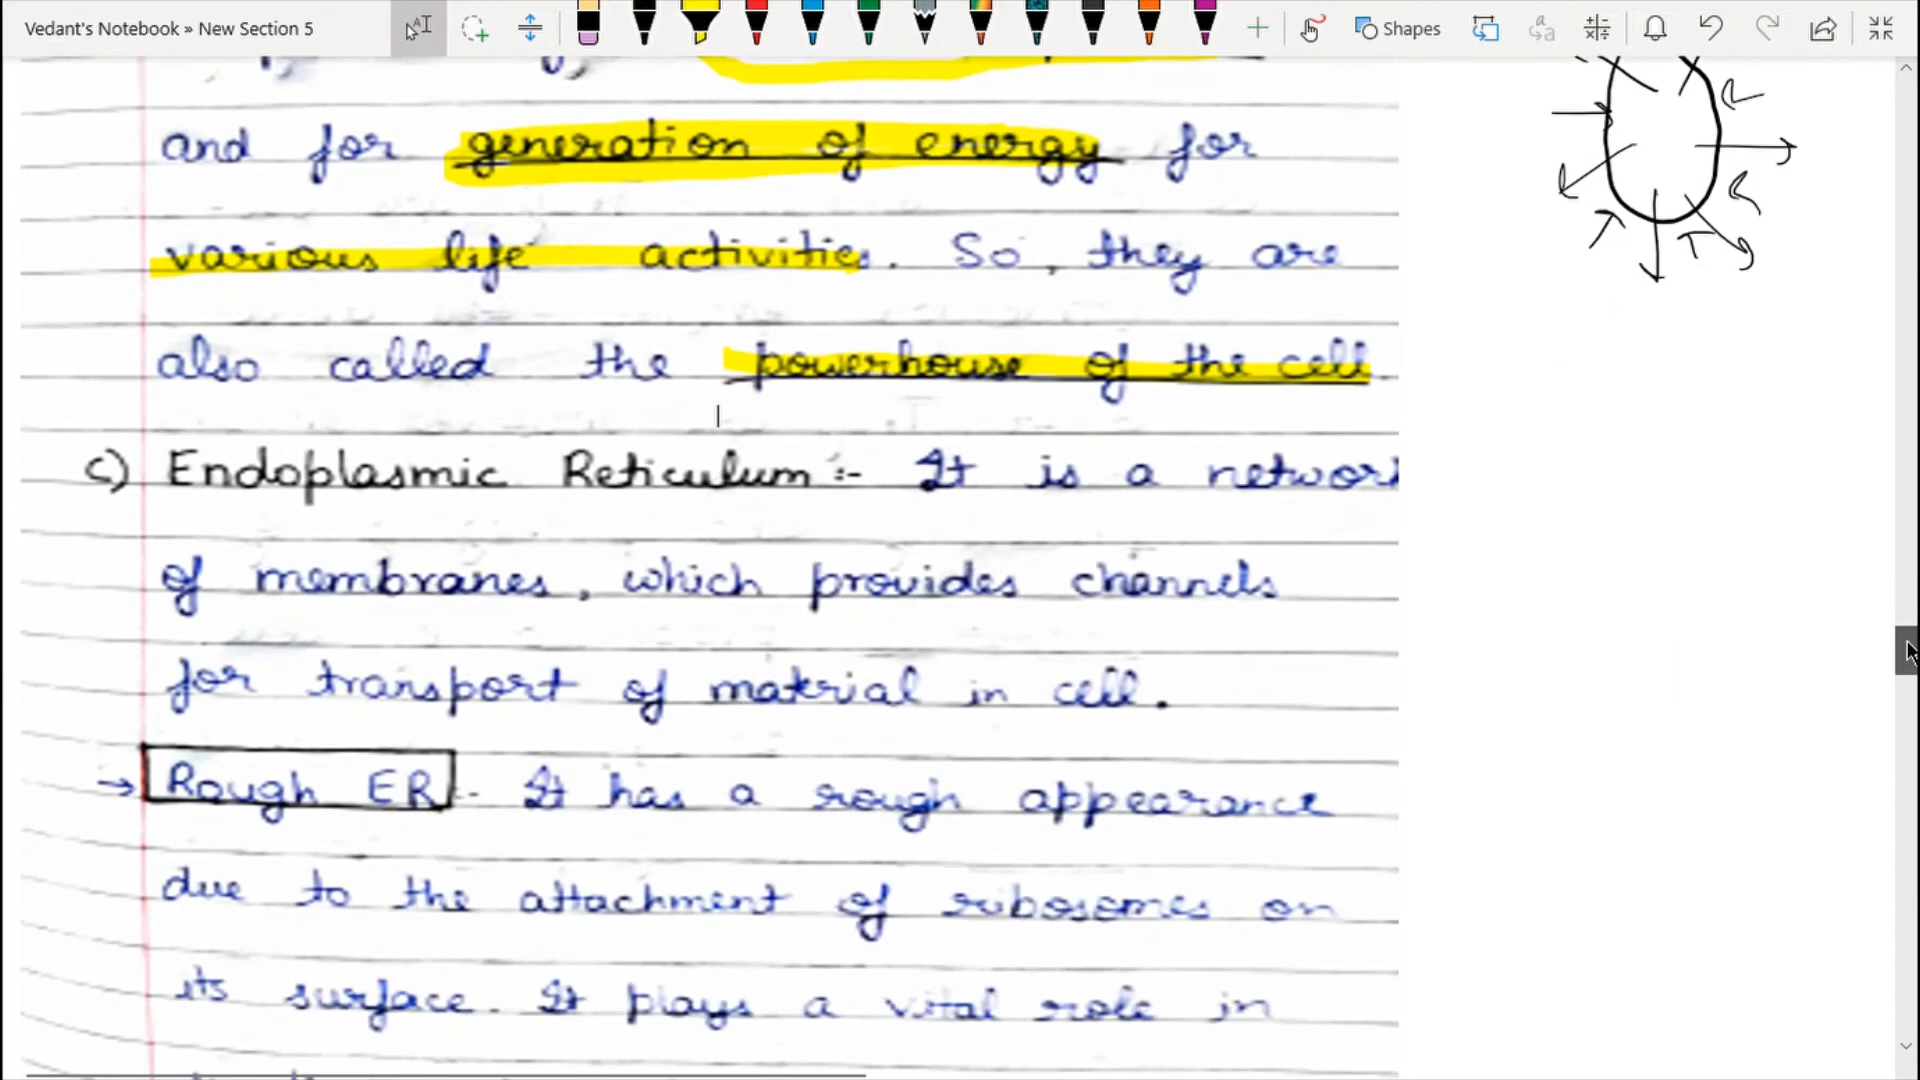 Vedant's Notebook » New Section 5
Shapes
and for generation of energy for
various life activities. So, they are
also called the powerhouse of the cell.
c) Endoplasmic Reticulum :- It is a network
of membranes, which provides channels
for transport of material in cell.
→ Rough ER - It has a rough appearance
due to the attachment of ribosomes on
its surface. It plays a vital role in